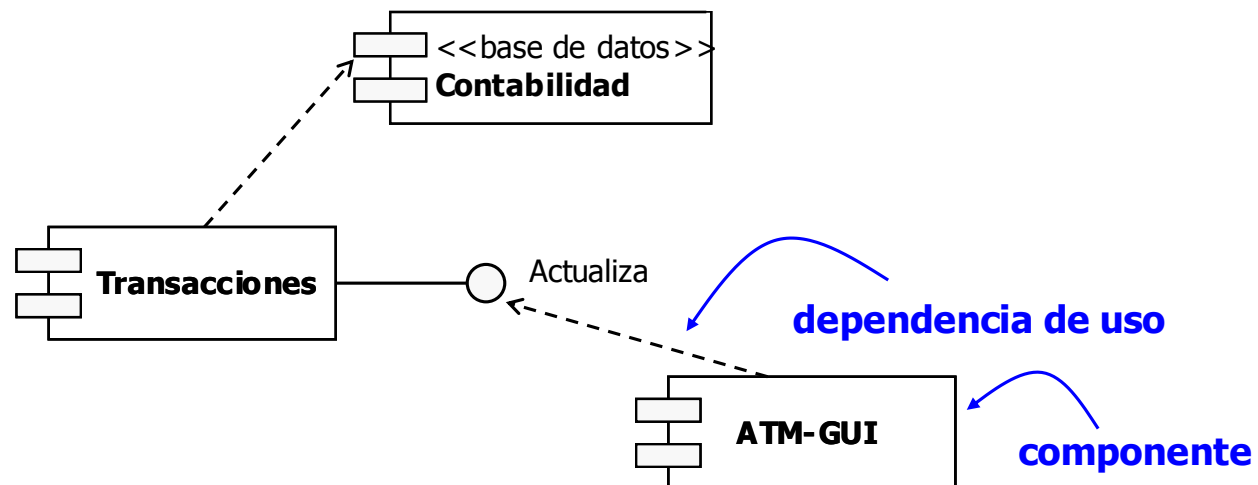 <<base de datos>>
Contabilidad
Transacciones
Actualiza
dependencia de uso
ATM-GUI
componente